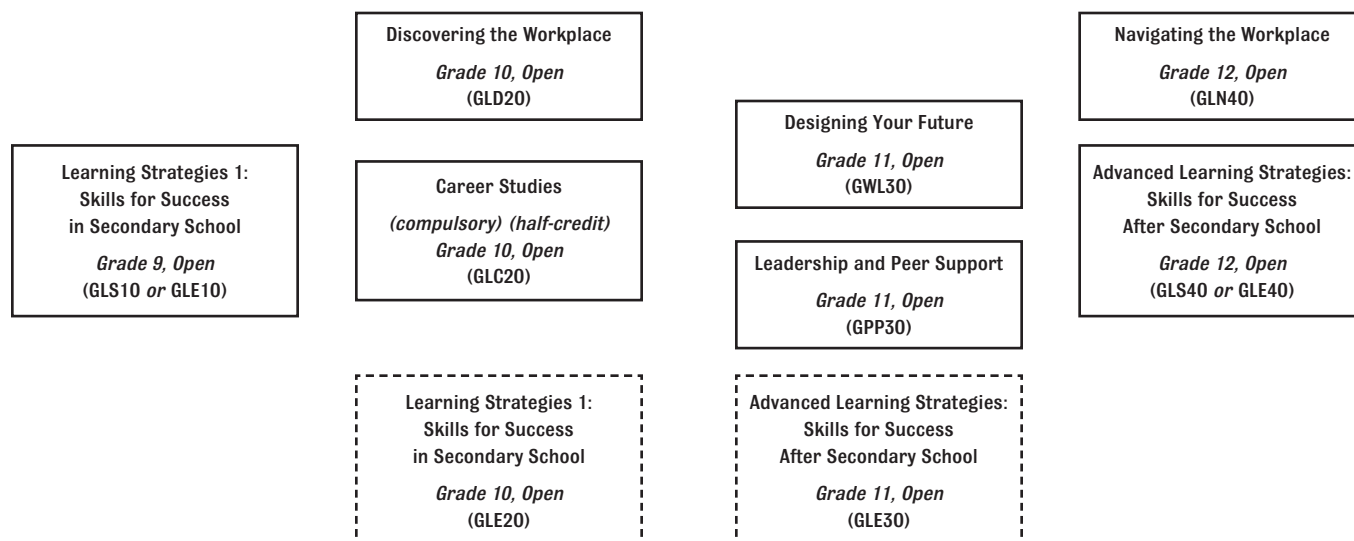 Learning Strategies 1:
Skills for Success
in Secondary School
Grade 9, Open
(GLS10 or GLE10)
Discovering the Workplace
Grade 10, Open
(GLD20)
Career Studies
(compulsory) (half-credit)
Grade 10, Open
(GLC20)
Learning Strategies 1:
Skills for Success
in Secondary School
Grade 10, Open
(GLE20)
Designing Your Future
Grade 11, Open
(GWL30)
Leadership and Peer Support
Grade 11, Open
(GPP30)
Advanced Learning Strategies:
Skills for Success
After Secondary School
Grade 11, Open
(GLE30)
Navigating the Workplace
Grade 12, Open
(GLN40)
Advanced Learning Strategies:
Skills for Success
After Secondary School
Grade 12, Open
(GLS40 or GLE40)